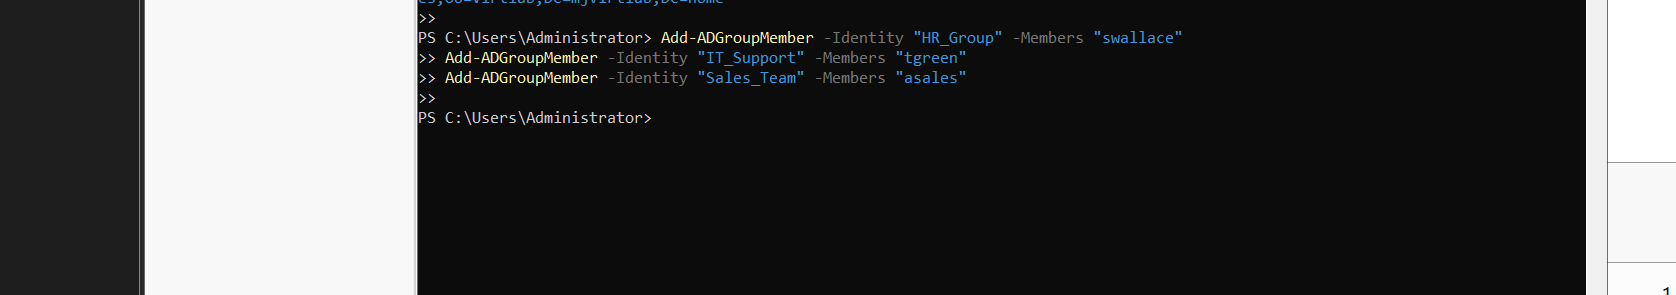 >>
PS C:\Users\Administrator> Add-ADGroupMember -Identity "HR_Group" -Members "swallace"
>> Add-ADGroupMember -Identity "IT_Support" -Members "tgreen"
>> Add-ADGroupMember -Identity "Sales_Team" -Members "asales"
>>
PS C:\Users\Administrator>